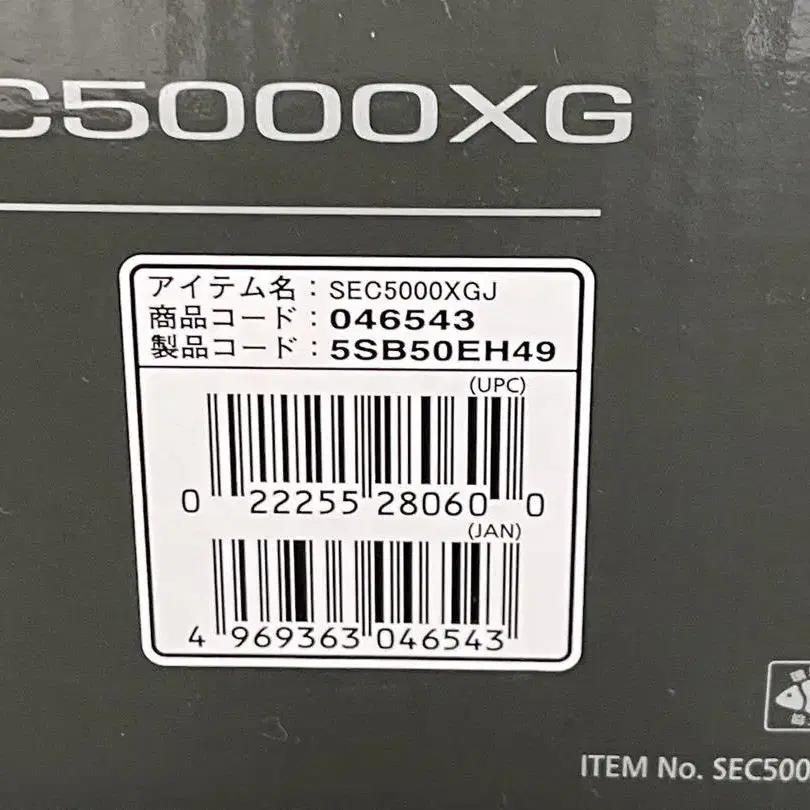 C5000XG
アイテム名：SEC5000XGJ
商品コード：046543
製品コード：5SB50EH49
(UPC)
0 22255 28060 0
(JAN)
4 969363 046543
ITEM No. SEC500